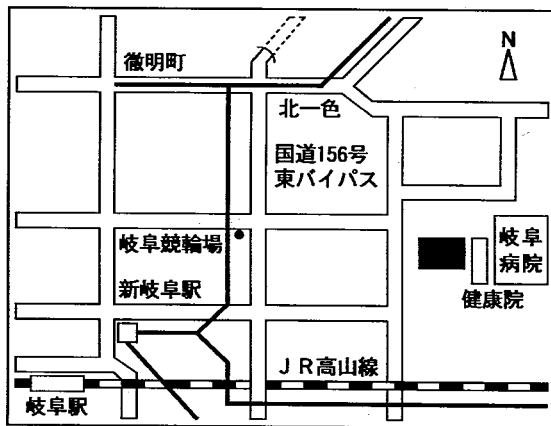 徹明町
N
北一色
国道156号
東バイパス
岐阜競輪場
岐阜
病院
新岐阜駅
健康院
JR高山線
岐阜駅